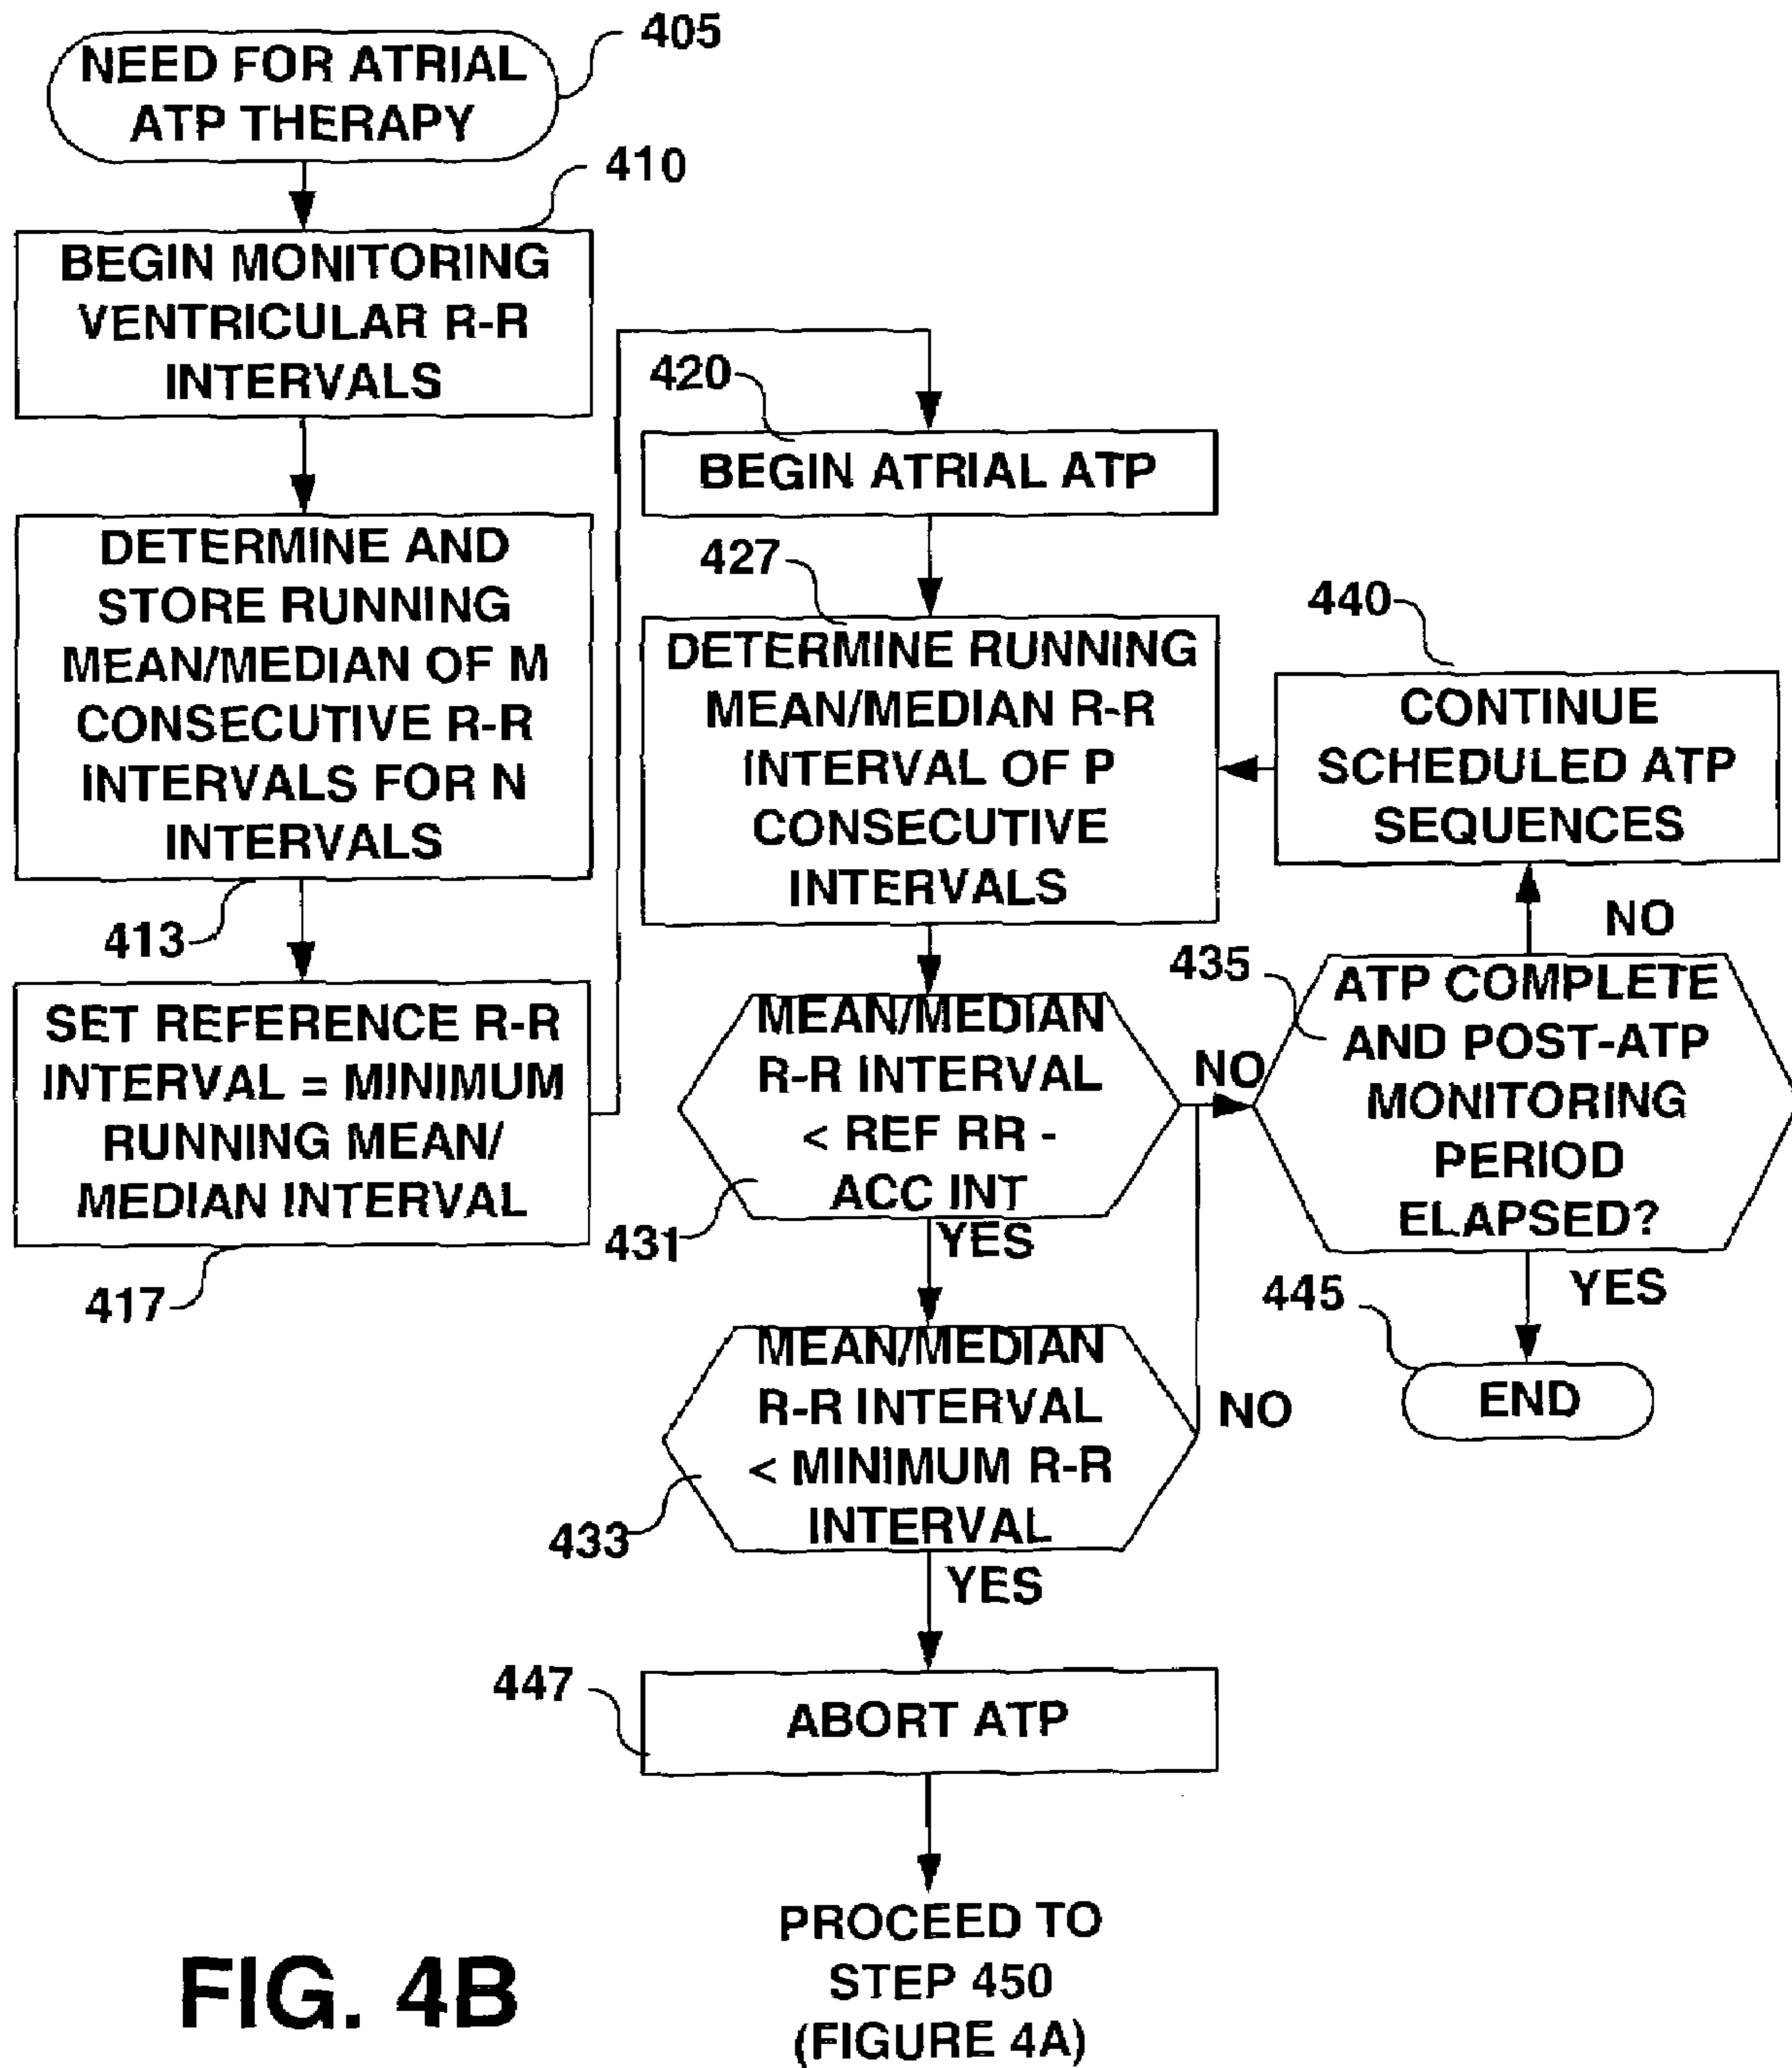 405
NEED FOR ATRIAL
ATP THERAPY
410
BEGIN MONITORING
VENTRICULAR R-R
INTERVALS
DETERMINE AND
STORE RUNNING
MEAN/MEDIAN OF M
CONSECUTIVE R-R
INTERVALS FOR N
INTERVALS
413
SET REFERENCE R-R
INTERVAL = MINIMUM
RUNNING MEAN/
MEDIAN INTERVAL
417
420
BEGIN ATRIAL ATP
427
DETERMINE RUNNING
MEAN/MEDIAN R-R
INTERVAL OF P
CONSECUTIVE
INTERVALS
MEAN/MEDIAN
R-R INTERVAL
< REF RR -
ACC INT
431
NO
YES
MEAN/MEDIAN
R-R INTERVAL
< MINIMUM R-R
INTERVAL
433
NO
YES
447
ABORT ATP
PROCEED TO
STEP 450
(FIGURE 4A)
440
CONTINUE
SCHEDULED ATP
SEQUENCES
NO
435
ATP COMPLETE
AND POST-ATP
MONITORING
PERIOD
ELAPSED?
YES
445
END
FIG. 4B